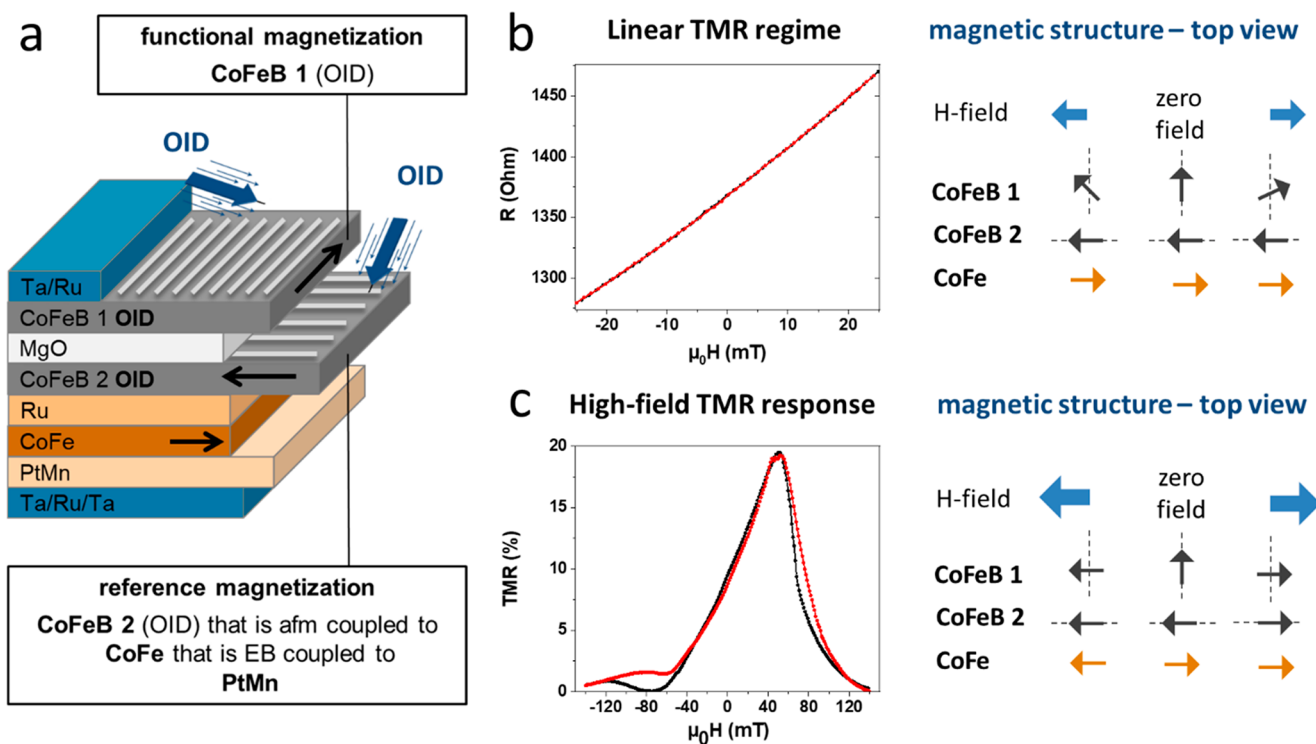 a
functional magnetization
CoFeB 1 (OID)
OID
OID
Ta/Ru
CoFeB 1 OID
MgO
CoFeB 2 OID
Ru
CoFe
PtMn
Ta/Ru/Ta
reference magnetization
CoFeB 2 (OID) that is afm coupled to
CoFe that is EB coupled to
PtMn
b
Linear TMR regime
R (Ohm)
1450
1400
1350
1300
-20
-10
0
10
20
μ₀H (mT)
magnetic structure – top view
H-field
zero
field
CoFeB 1
CoFeB 2
CoFe
c
High-field TMR response
TMR (%)
20
15
10
5
0
-120
-80
-40
0
40
80
120
μ₀H (mT)
magnetic structure – top view
H-field
zero
field
CoFeB 1
CoFeB 2
CoFe